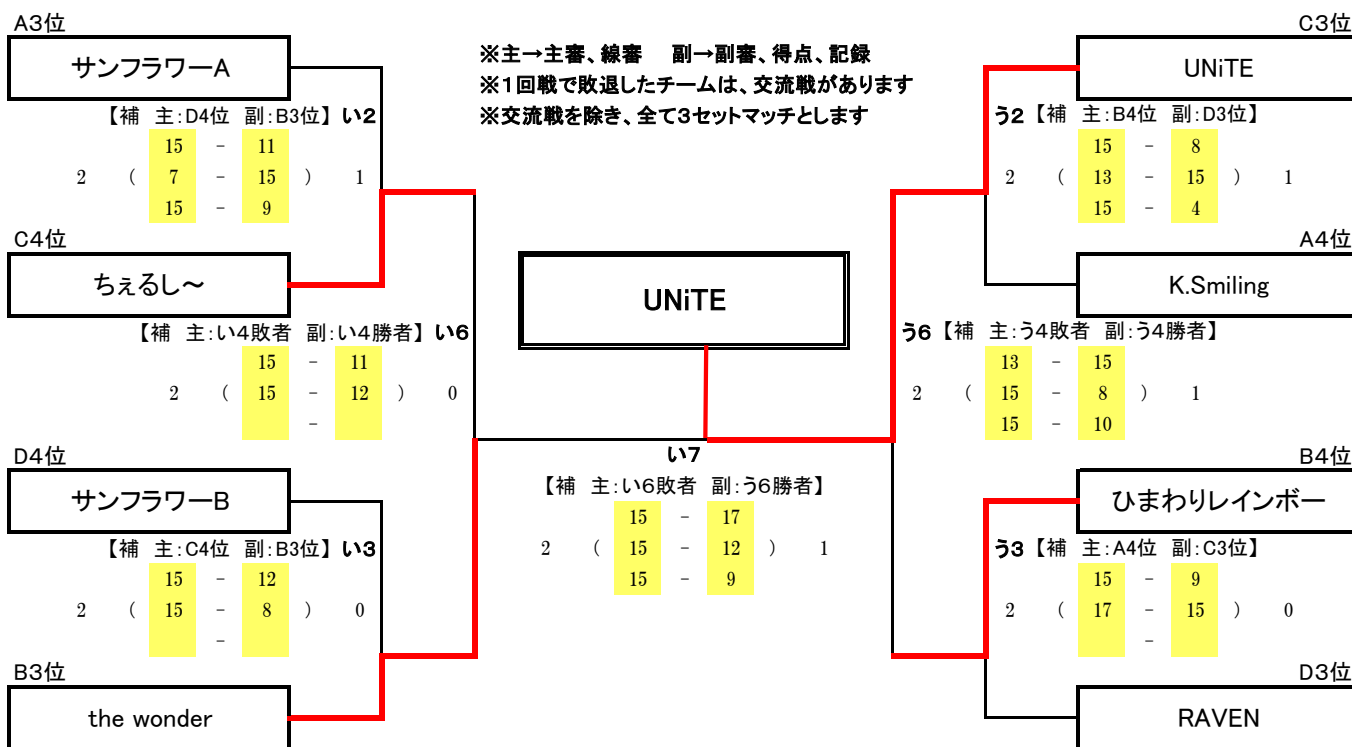 A3位
サンフラワーA
【補 主:D4位 副:B3位】 い2
15 - 11
2 ( 7 - 15 ) 1
15 - 9
C4位
ちぇるし~
【補 主:い4敗者 副:い4勝者】 い6
15 - 11
2 ( 15 - 12 ) 0
-
D4位
サンフラワーB
【補 主:C4位 副:B3位】 い3
15 - 12
2 ( 15 - 8 ) 0
-
B3位
the wonder
※主→主審、線審 副→副審、得点、記録
※1回戦で敗退したチームは、交流戦があります
※交流戦を除き、全て3セットマッチとします
UNiTE
い7
【補 主:い6敗者 副:う6勝者】
15 - 17
2 ( 15 - 12 ) 1
15 - 9
C3位
UNiTE
う2 【補 主:B4位 副:D3位】
15 - 8
2 ( 13 - 15 ) 1
15 - 4
A4位
K.Smiling
う6 【補 主:う4敗者 副:う4勝者】
13 - 15
2 ( 15 - 8 ) 1
15 - 10
B4位
ひまわりレインボー
う3 【補 主:A4位 副:C3位】
15 - 9
2 ( 17 - 15 ) 0
-
D3位
RAVEN